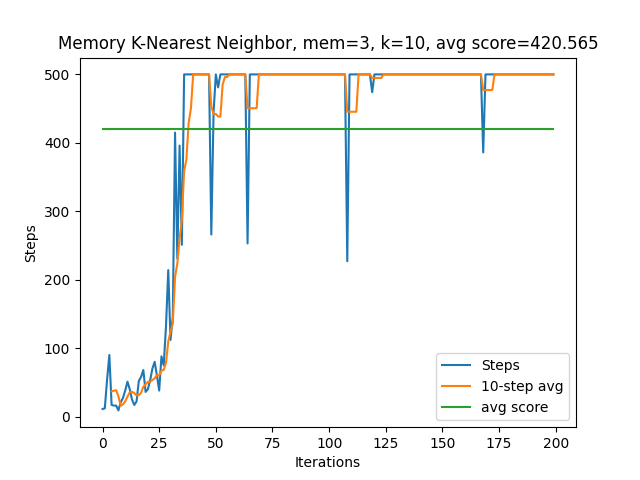 Memory K-Nearest Neighbor, mem=3, k=10, avg score=420.565
Steps
500
400
300
200
100
0
0
25
50
75
100
125
150
175
200
Iterations
Steps
10-step avg
avg score